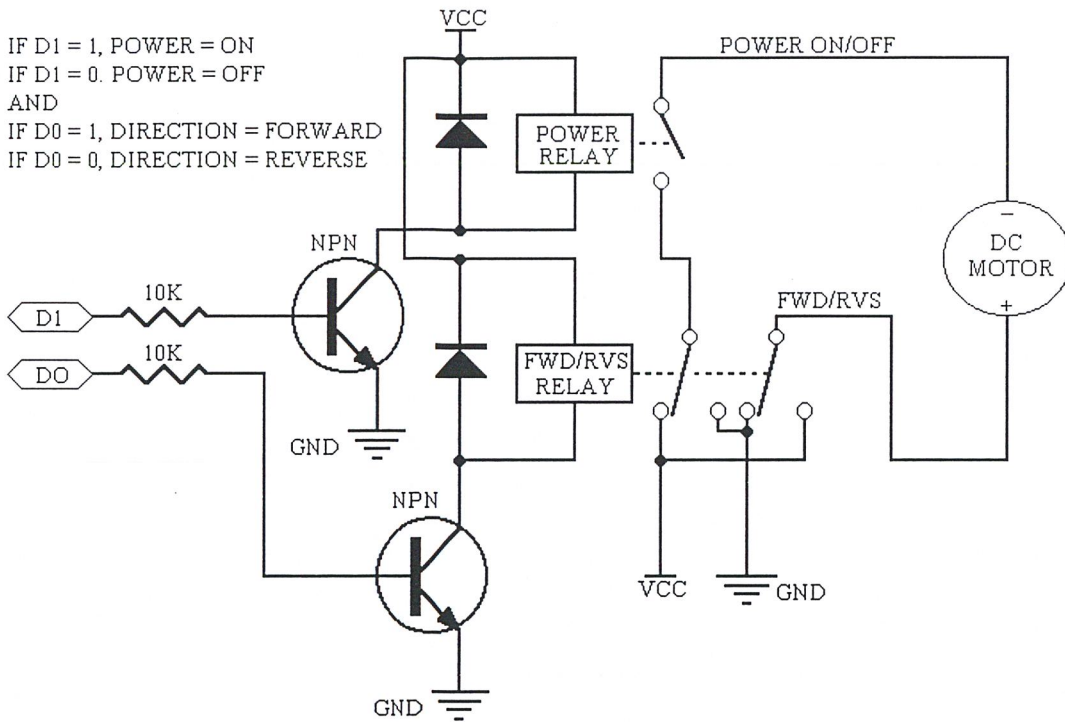 IF D1 = 1, POWER = ON
IF D1 = 0. POWER = OFF
AND
IF D0 = 1, DIRECTION = FORWARD
IF D0 = 0, DIRECTION = REVERSE
VCC
POWER ON/OFF
POWER
RELAY
NPN
DC
MOTOR
−
+
10K
D1
FWD/RVS
10K
DO
FWD/RVS
RELAY
GND
NPN
VCC
GND
GND